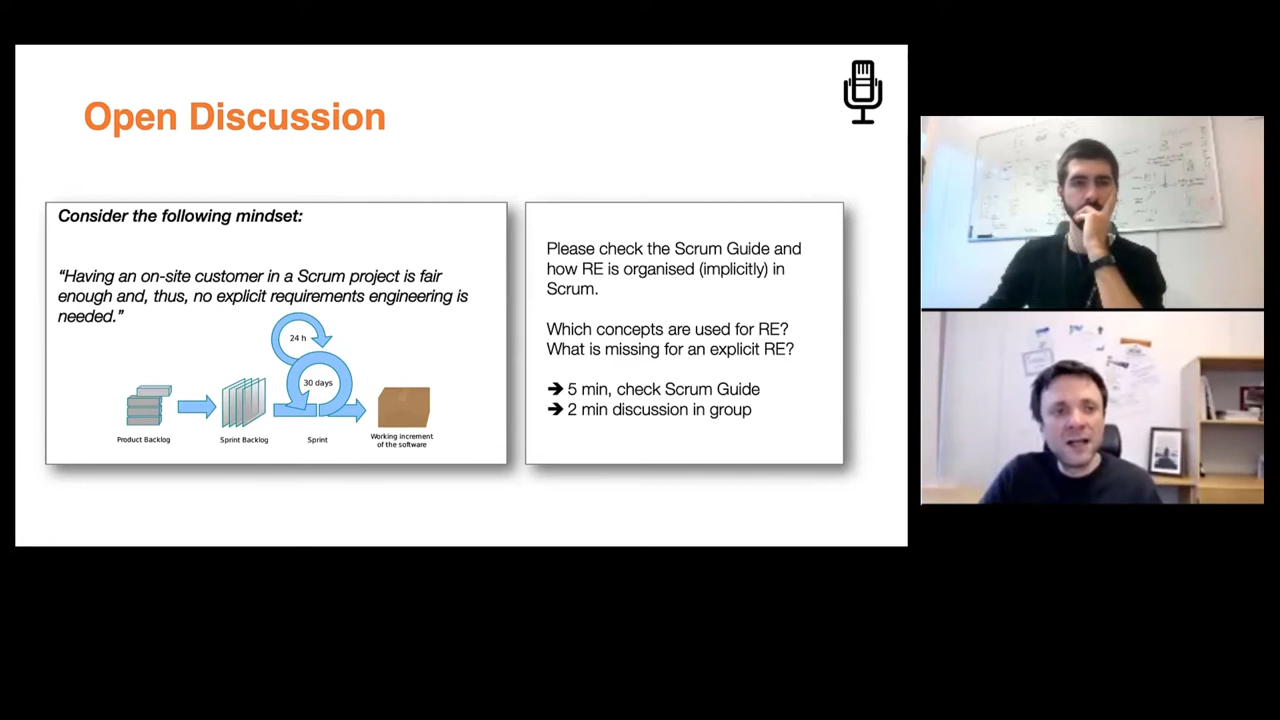 Open Discussion
Consider the following mindset:
“Having an on-site customer in a Scrum project is fair
enough and, thus, no explicit requirements engineering is
needed.”
24 h
30 days
Product Backlog
Sprint Backlog
Sprint
Working increment
of the software
Please check the Scrum Guide and
how RE is organised (implicitly) in
Scrum.
Which concepts are used for RE?
What is missing for an explicit RE?
➔ 5 min, check Scrum Guide
➔ 2 min discussion in group